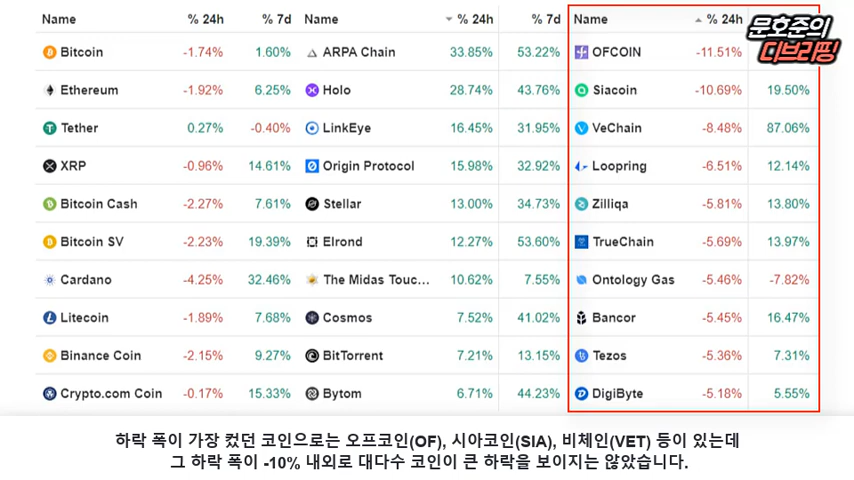 Name % 24h % 7d Name % 24h % 7d Name % 24h
문호준의
디브리핑
Bitcoin -1.74% 1.60% ARPA Chain 33.85% 53.22% OFCOIN -11.51%
Ethereum -1.92% 6.25% Holo 28.74% 43.76% Siacoin -10.69% 19.50%
Tether 0.27% -0.40% LinkEye 16.45% 31.95% VeChain -8.48% 87.06%
XRP -0.96% 14.61% Origin Protocol 15.98% 32.92% Loopring -6.51% 12.14%
Bitcoin Cash -2.27% 7.61% Stellar 13.00% 34.73% Zilliqa -5.81% 13.80%
Bitcoin SV -2.23% 19.39% Elrond 12.27% 53.60% TrueChain -5.69% 13.97%
Cardano -4.25% 32.46% The Midas Touc... 10.62% 7.55% Ontology Gas -5.46% -7.82%
Litecoin -1.89% 7.68% Cosmos 7.52% 41.02% Bancor -5.45% 16.47%
Binance Coin -2.15% 9.27% BitTorrent 7.21% 13.15% Tezos -5.36% 7.31%
Crypto.com Coin -0.17% 15.33% Bytom 6.71% 44.23% DigiByte -5.18% 5.55%
하락 폭이 가장 컸던 코인으로는 오프코인(OF), 시아코인(SIA), 비체인(VET) 등이 있는데
그 하락 폭이 -10% 내외로 대다수 코인이 큰 하락을 보이지는 않았습니다.